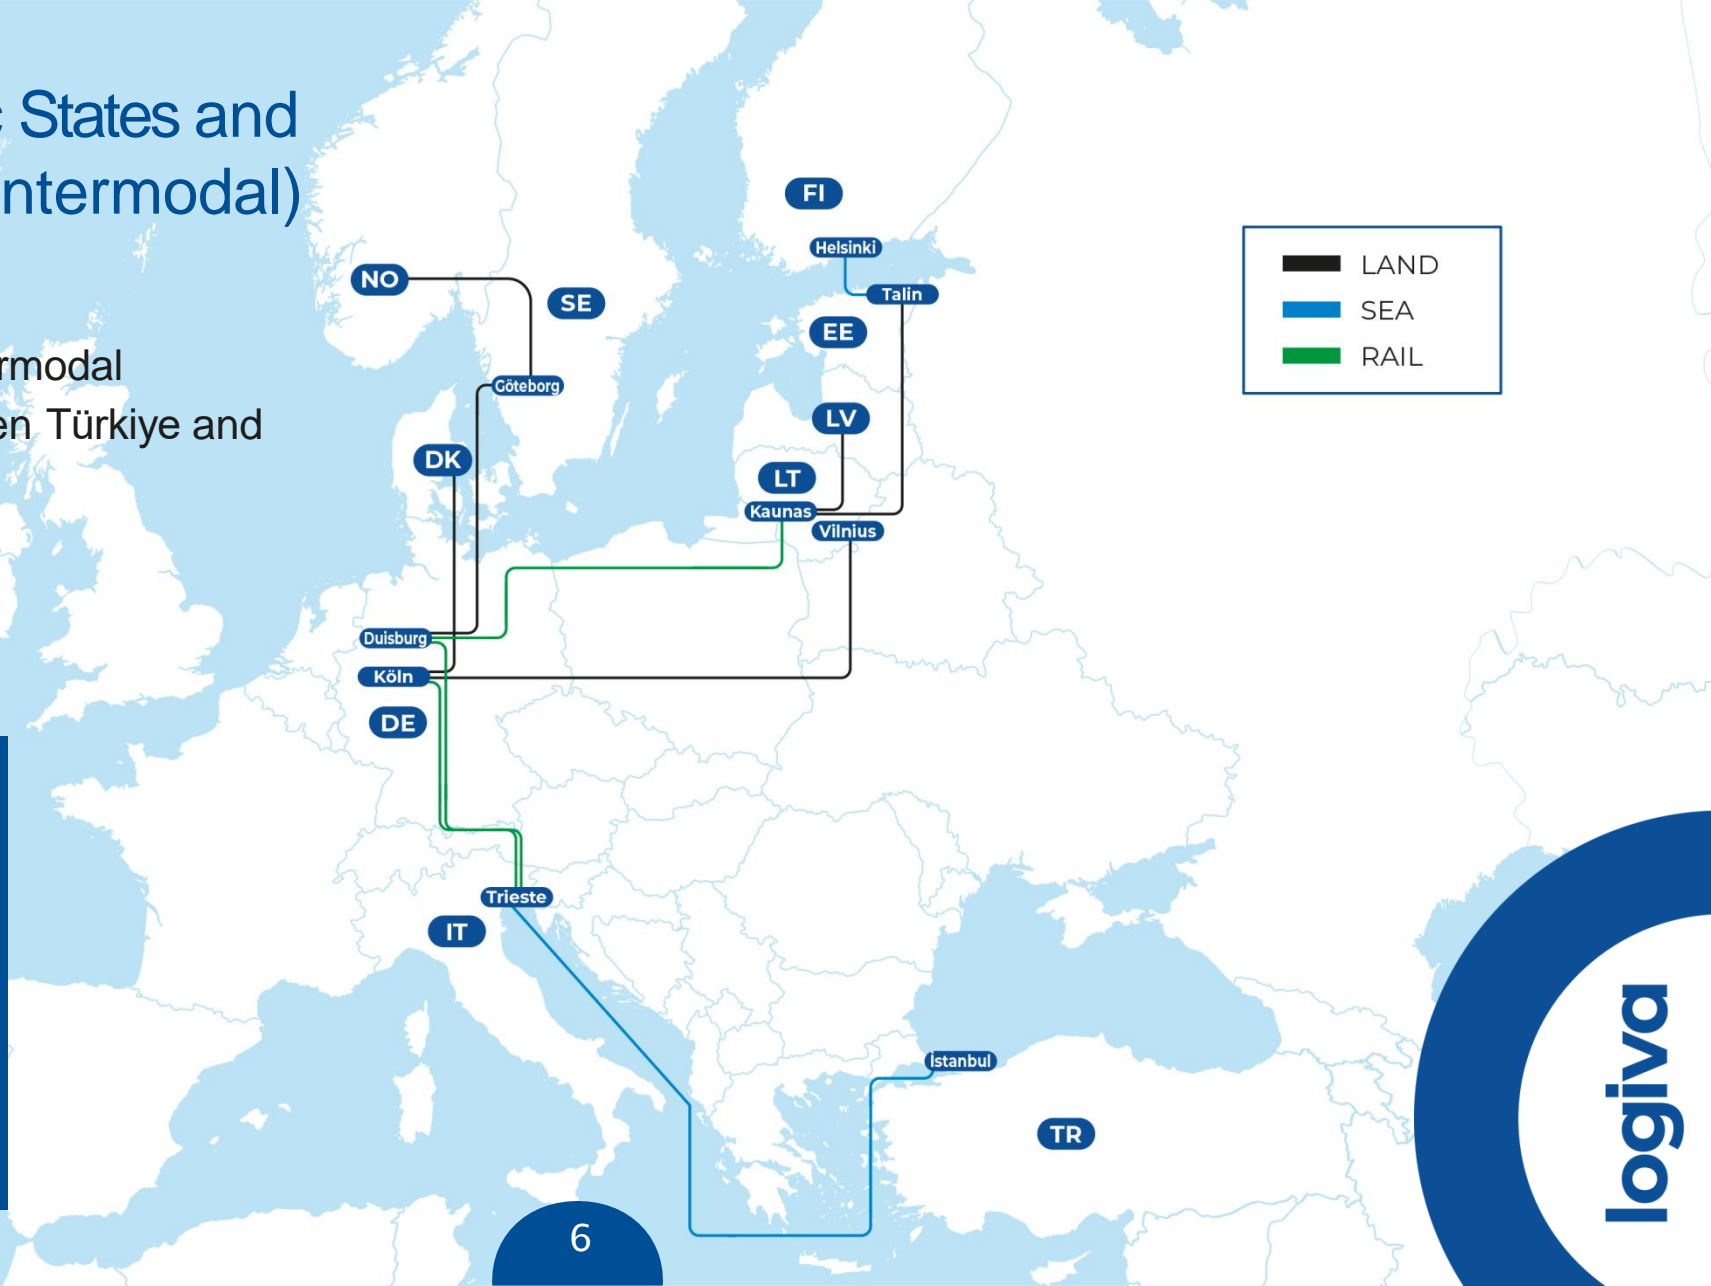 c States and
ntermodal)
rmodal
en Türkiye and
FI
Helsinki
Talin
NO
SE
EE
Göteborg
LV
DK
LT
Kaunas
Vilnius
Duisburg
Köln
DE
Trieste
IT
İstanbul
TR
LAND
SEA
RAIL
logiva
6